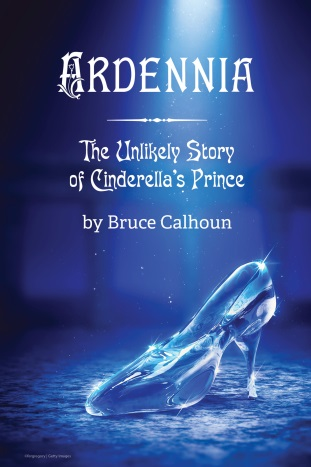 ARDENNIA
The Unlikely Story
of Cinderella's Prince
by Bruce Calhoun